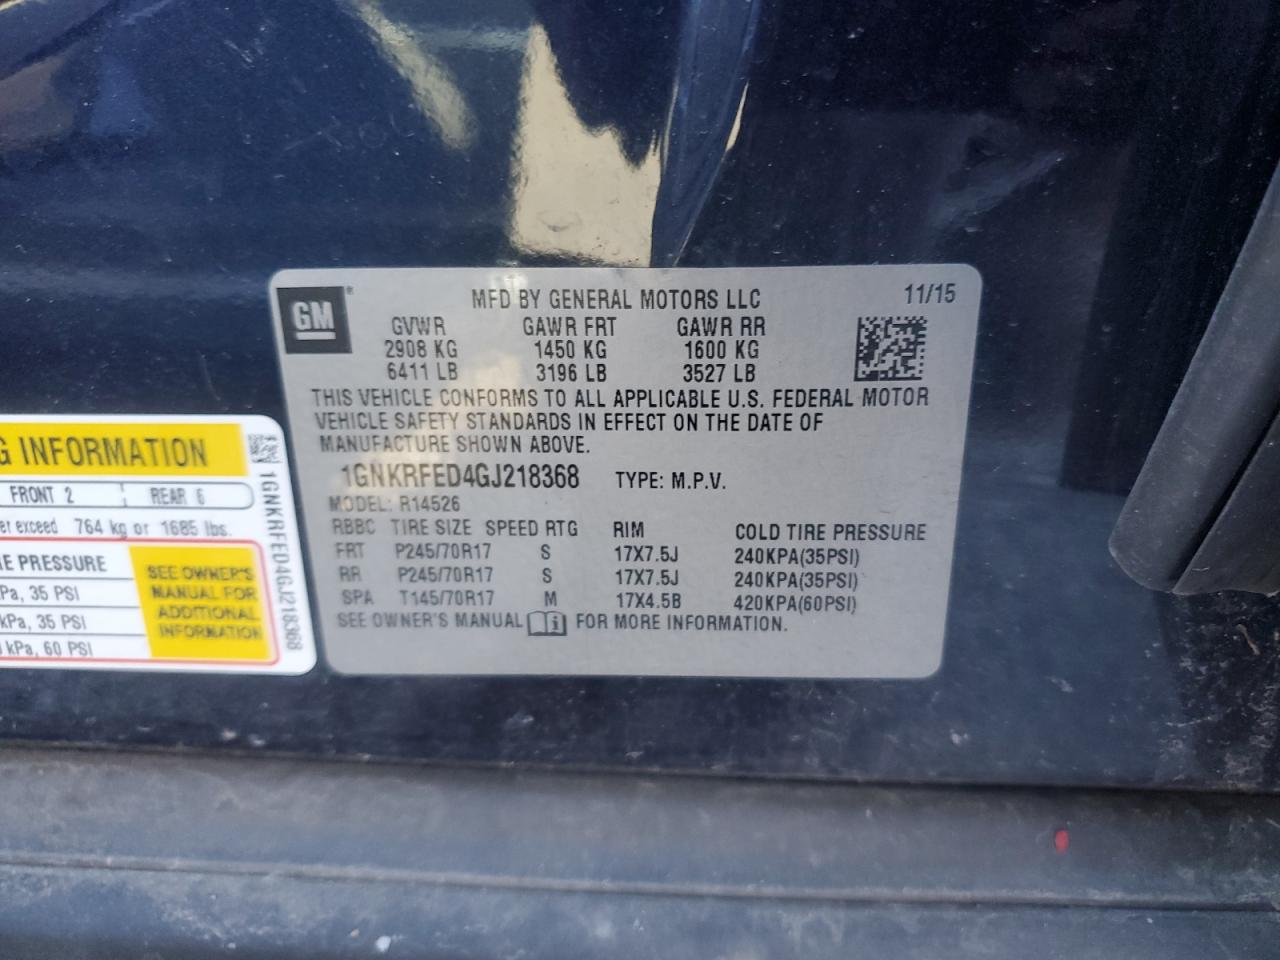 GM
MFD BY GENERAL MOTORS LLC 11/15
GVWR GAWR FRT GAWR RR
2908 KG 1450 KG 1600 KG
6411 LB 3196 LB 3527 LB
THIS VEHICLE CONFORMS TO ALL APPLICABLE U.S. FEDERAL MOTOR
VEHICLE SAFETY STANDARDS IN EFFECT ON THE DATE OF
MANUFACTURE SHOWN ABOVE.
1GNKRFED4GJ218368 TYPE: M.P.V.
MODEL: R14526
RBBC TIRE SIZE SPEED RTG RIM COLD TIRE PRESSURE
FRT P245/70R17 S 17X7.5J 240KPA(35PSI)
RR P245/70R17 S 17X7.5J 240KPA(35PSI)
SPA T145/70R17 M 17X4.5B 420KPA(60PSI)
SEE OWNER'S MANUAL FOR MORE INFORMATION.
G INFORMATION
FRONT 2 REAR 6
er exceed 764 kg or 1685 lbs.
E PRESSURE
Pa, 35 PSI
kPa, 35 PSI
kPa, 60 PSI
SEE OWNER'S
MANUAL FOR
ADDITIONAL
INFORMATION
1GNKRFED4GJ218368